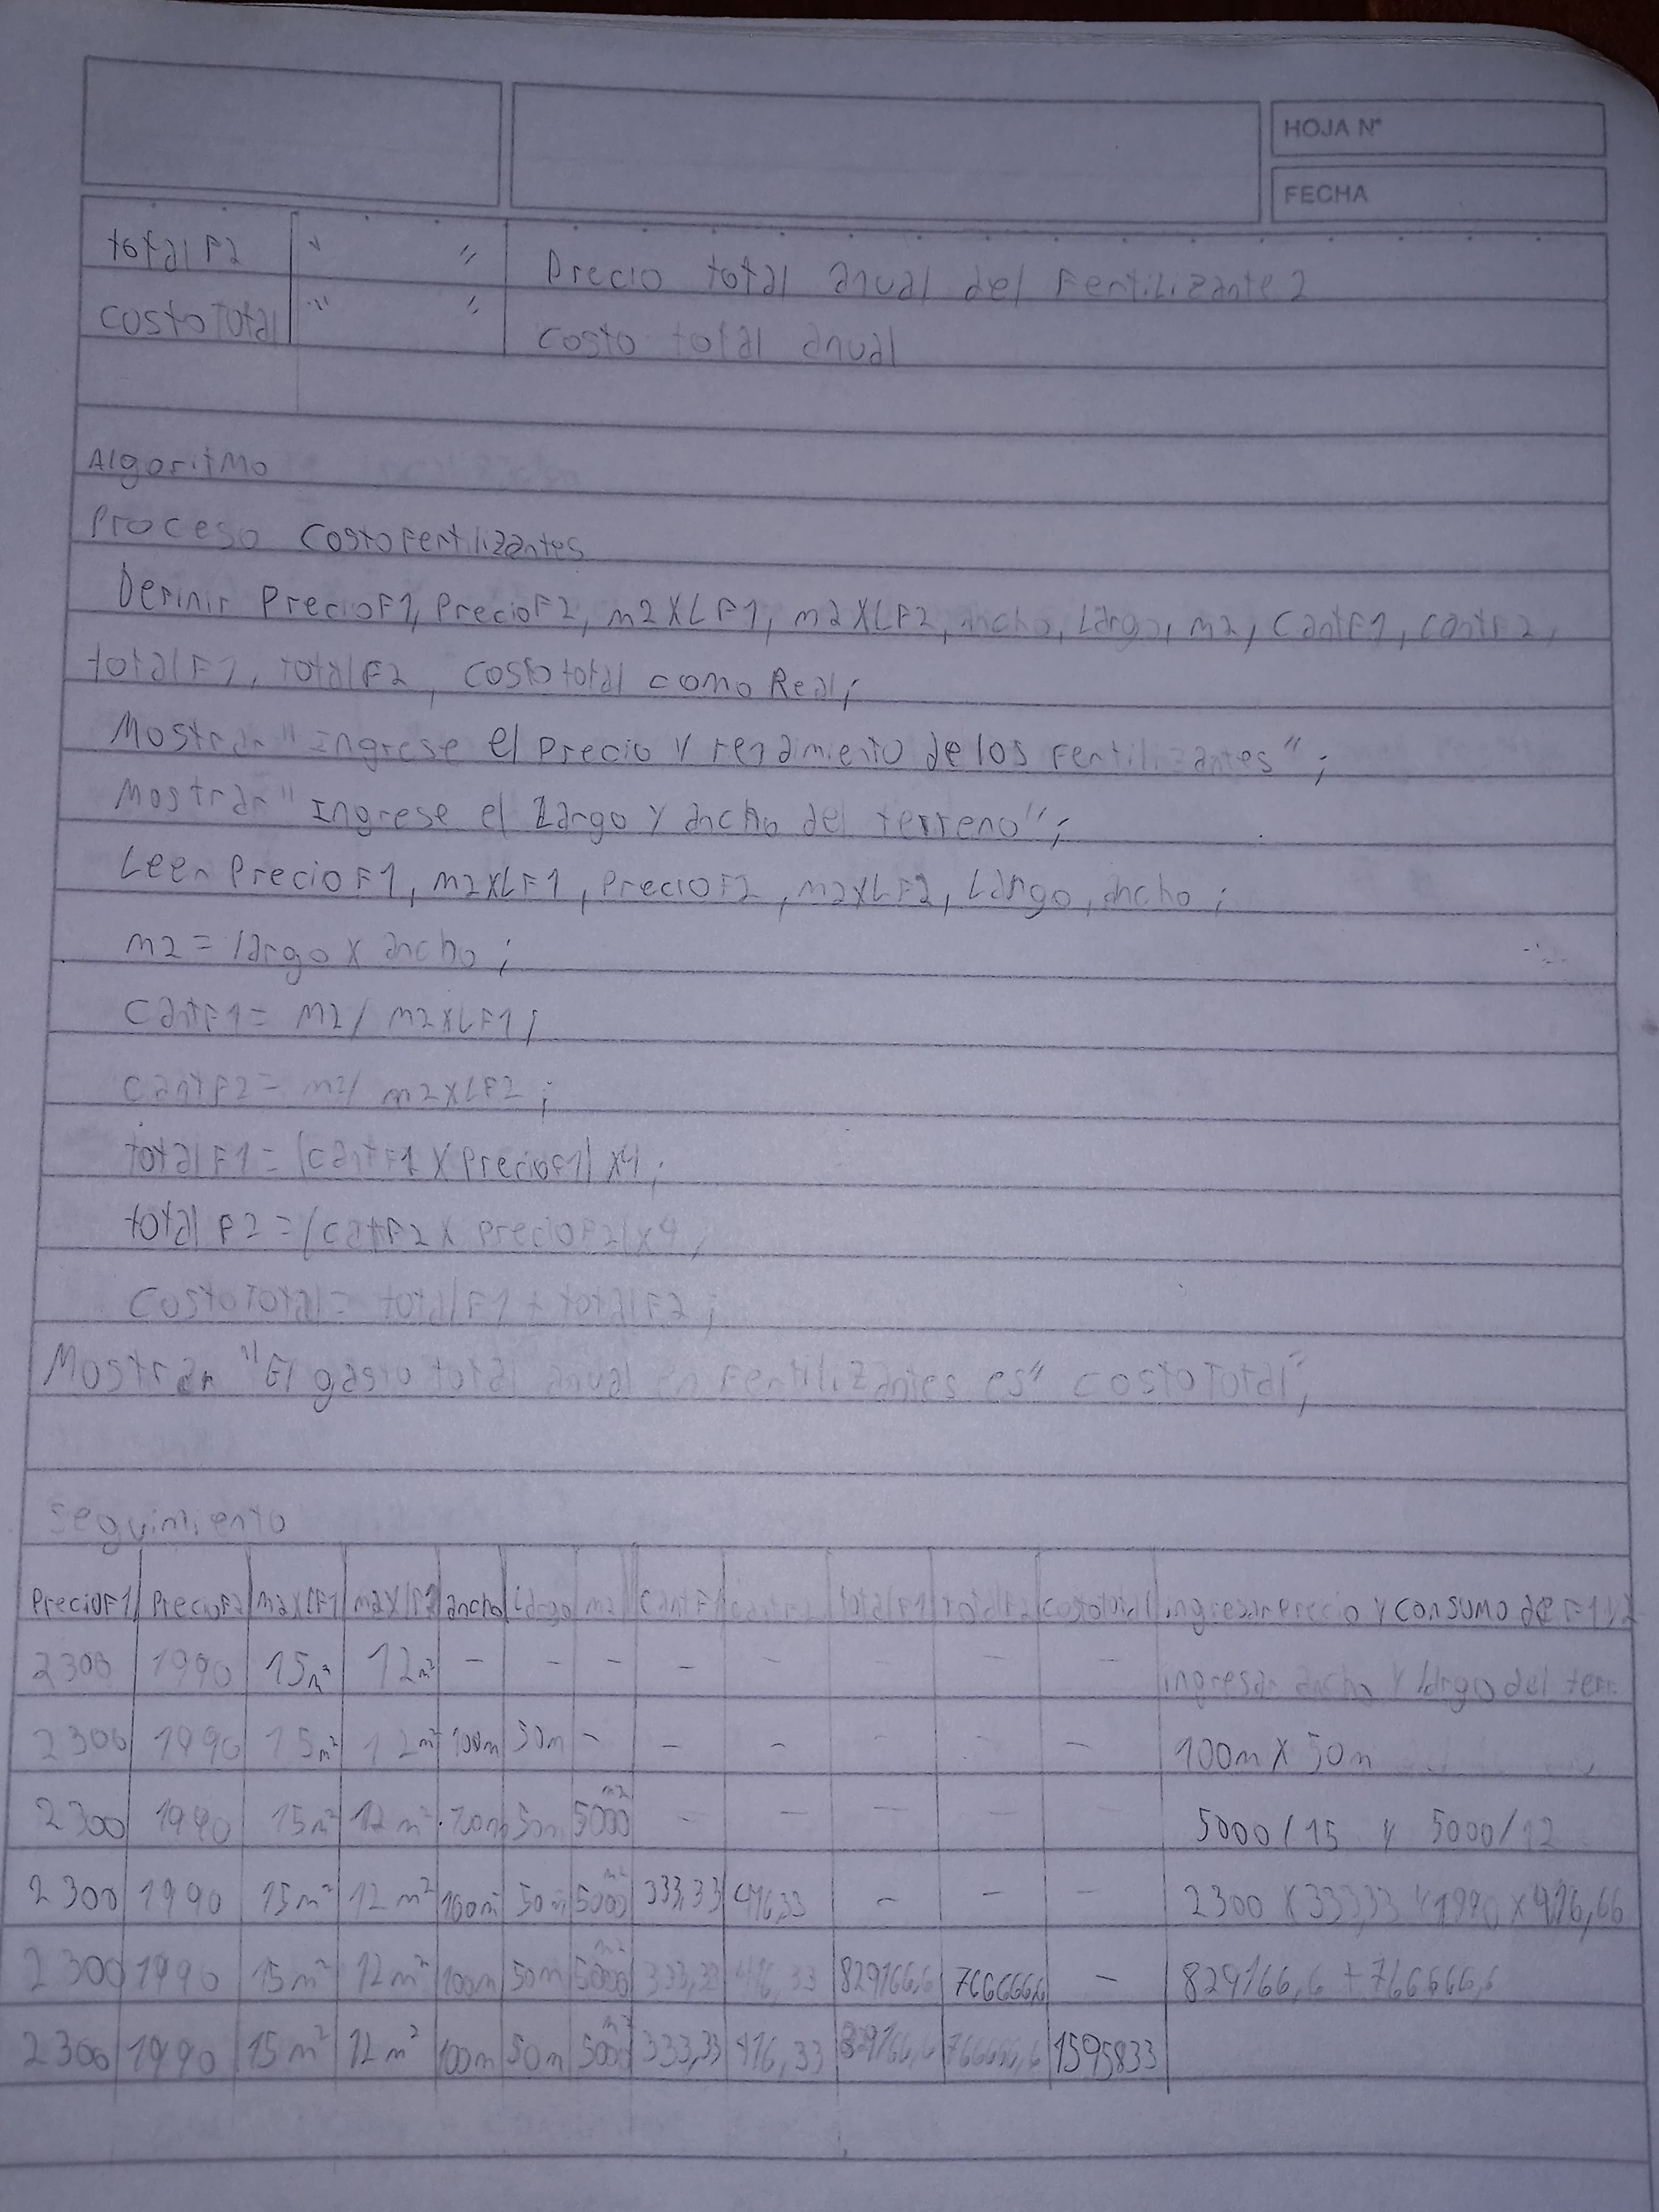 HOJA N°
FECHA
totalF2 " " Precio total anual del Fertilizante 2
costoTotal " " costo total anual
Algoritmo
Proceso CostoFertilizantes
Definir PrecioF1, PrecioF2, m2XLF1, m2XLF2, ancho, Largo, m2, CantF1, cantF2,
totalF1, totalF2, costototal como Real;
Mostrar "Ingrese el precio y rendimiento de los Fertilizantes";
Mostrar "Ingrese el Largo y ancho del terreno";
Leer PrecioF1, m2XLF1, PrecioF2, m2XLF2, Largo, ancho;
m2 = largo x ancho;
CantF1 = m2/ m2XLF1;
cantF2 = m2/ m2XLF2;
totalF1 = (cantF1 X PrecioF1) x4;
totalF2 = (catF2 x precioF2) x4;
CostoTotal = totalF1 + totalF2;
Mostrar "El gasto total anual en Fertilizantes es" costoTotal;
Seguimiento
PrecioF1 PrecioF2 m2XLF1 m2XLF2 ancho Largo m2 CantF1 cantF2 totalF1 totalF2 costototal ingresar precio y consumo de F1 y 2
2300 1990 15m² 12m² - - - - - - - - ingresar ancho y largo del terr.
2300 1990 15m² 12m² 100m 50m - - - - - - 100m X 50m
2300 1990 15m² 12m² 100m 50m 5000 m2 - - - - - 5000/15 y 5000/12
2300 1990 15m² 12m² 100m 50m 5000 m2 333,33 416,33 - - - 2300 X 333,33 y 1990 x 416,66
2300 1990 15m² 12m² 100m 50m 5000 m2 333,33 416,33 829166,6 766666,6 - 829166,6 + 766666,6
2300 1990 15m² 12m² 100m 50m 5000 m2 333,33 416,33 829166,6 766666,6 1595833